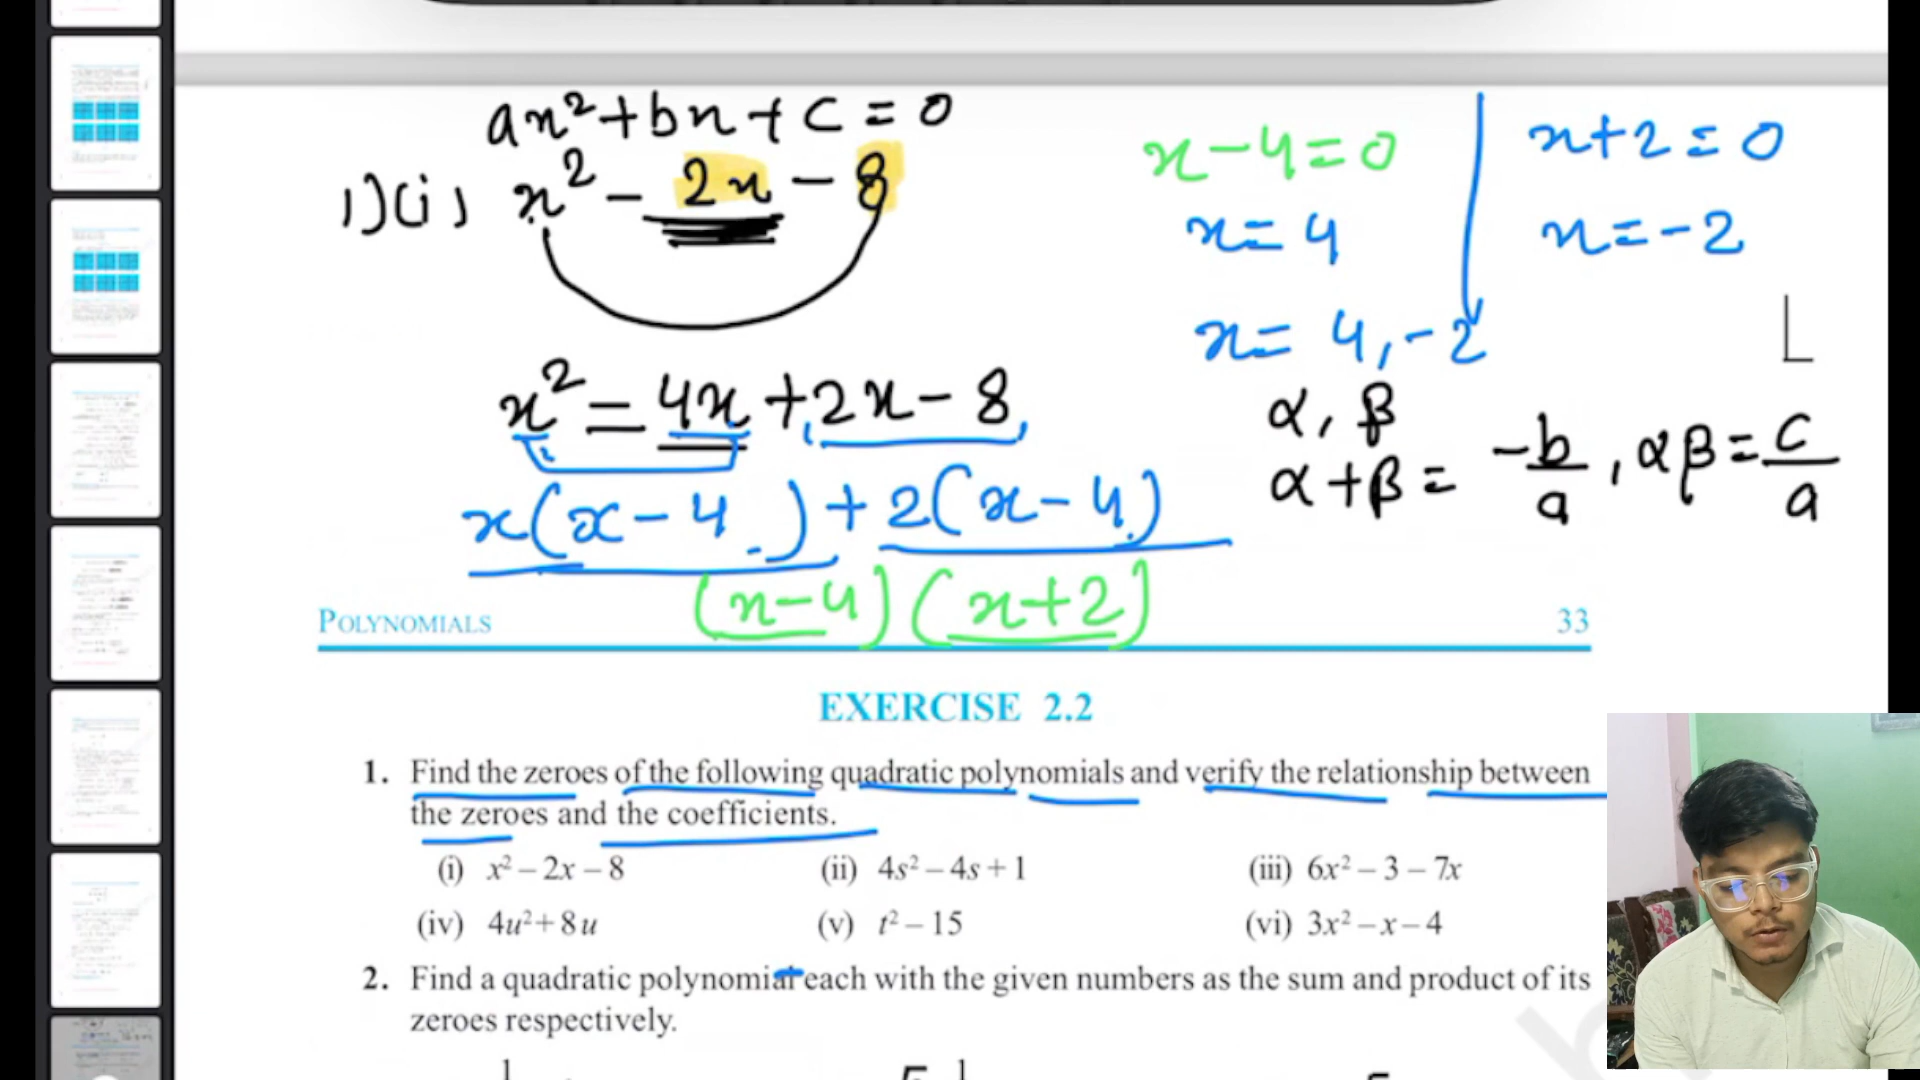 ax²+bx+c=0
1)(i) x² - 2x - 8
x² = 4x + 2x - 8
x(x-4) + 2(x-4)
(x-4)(x+2)
x-4=0
x=4
x+2=0
x=-2
x= 4,-2
α, β
α+β = -b/a , αβ = c/a
POLYNOMIALS 33
EXERCISE 2.2
1. Find the zeroes of the following quadratic polynomials and verify the relationship between
the zeroes and the coefficients.
(i) x² – 2x – 8 (ii) 4s² – 4s + 1 (iii) 6x² – 3 – 7x
(iv) 4u² + 8u (v) t² – 15 (vi) 3x² – x – 4
2. Find a quadratic polynomial each with the given numbers as the sum and product of its
zeroes respectively.